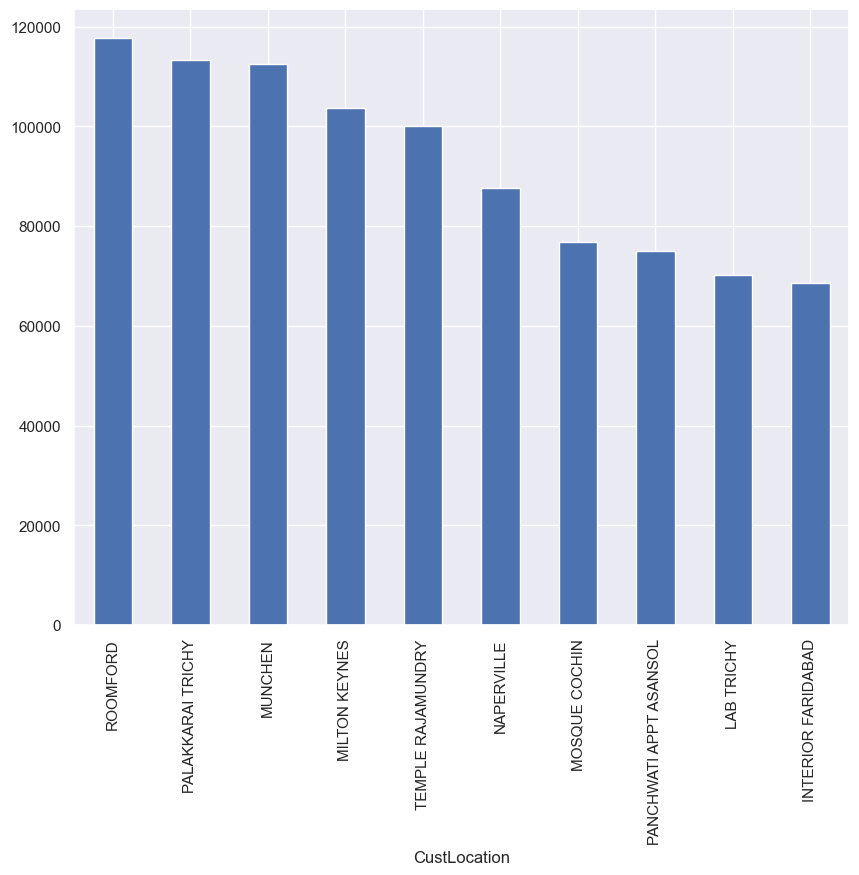 120000
100000
80000
60000
40000
20000
0
ROOMFORD
PALAKKARAI TRICHY
MUNCHEN
MILTON KEYNES
TEMPLE RAJAMUNDRY
NAPERVILLE
MOSQUE COCHIN
PANCHWATI APPT ASANSOL
LAB TRICHY
INTERIOR FARIDABAD
CustLocation